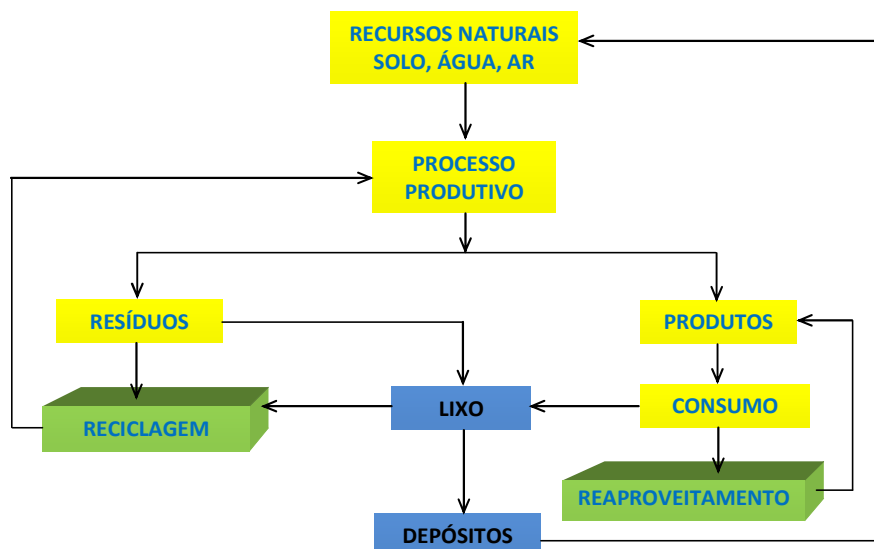 RECURSOS NATURAIS
SOLO, ÁGUA, AR
PROCESSO
PRODUTIVO
RESÍDUOS
PRODUTOS
LIXO
CONSUMO
RECICLAGEM
REAPROVEITAMENTO
DEPÓSITOS